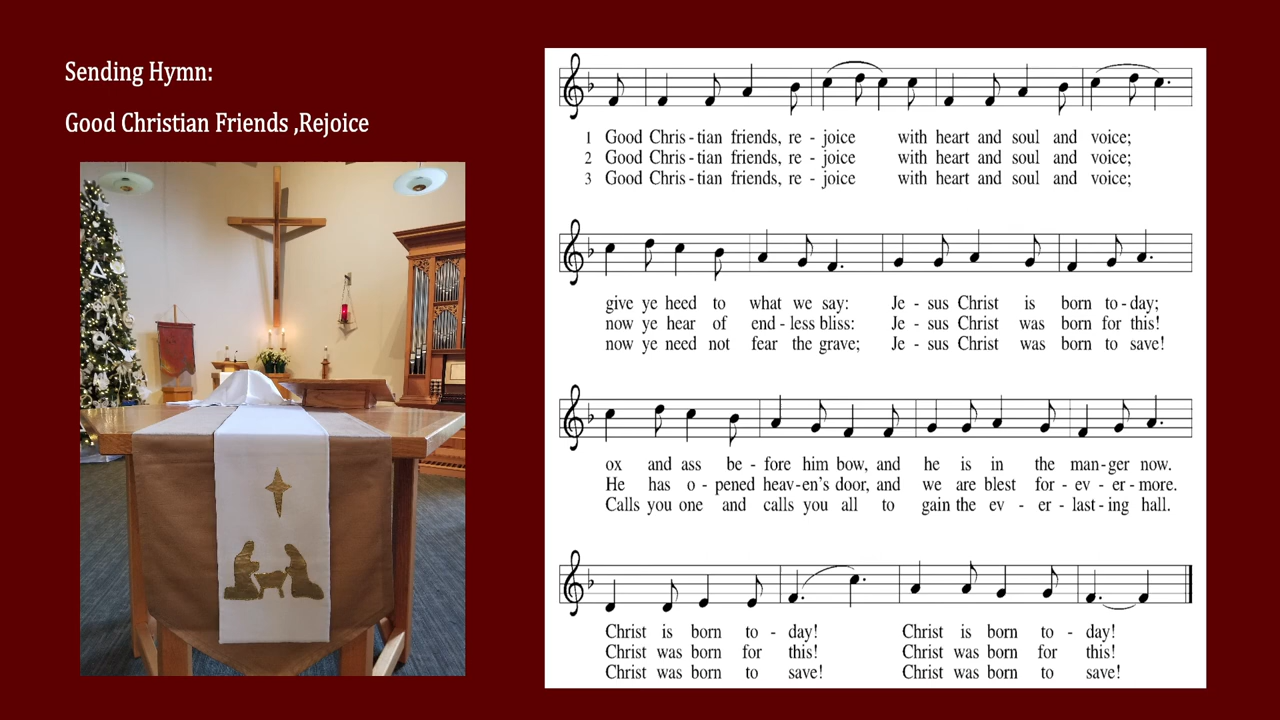 Sending Hymn:
Good Christian Friends ,Rejoice
1 Good Chris - tian friends, re - joice with heart and soul and voice;
2 Good Chris - tian friends, re - joice with heart and soul and voice;
3 Good Chris - tian friends, re - joice with heart and soul and voice;
give ye heed to what we say: Je - sus Christ is born to - day;
now ye hear of end - less bliss: Je - sus Christ was born for this!
now ye need not fear the grave; Je - sus Christ was born to save!
ox and ass be - fore him bow, and he is in the man - ger now.
He has o - pened heav - en's door, and we are blest for - ev - er - more.
Calls you one and calls you all to gain the ev - er - last - ing hall.
Christ is born to - day! Christ is born to - day!
Christ was born for this! Christ was born for this!
Christ was born to save! Christ was born to save!